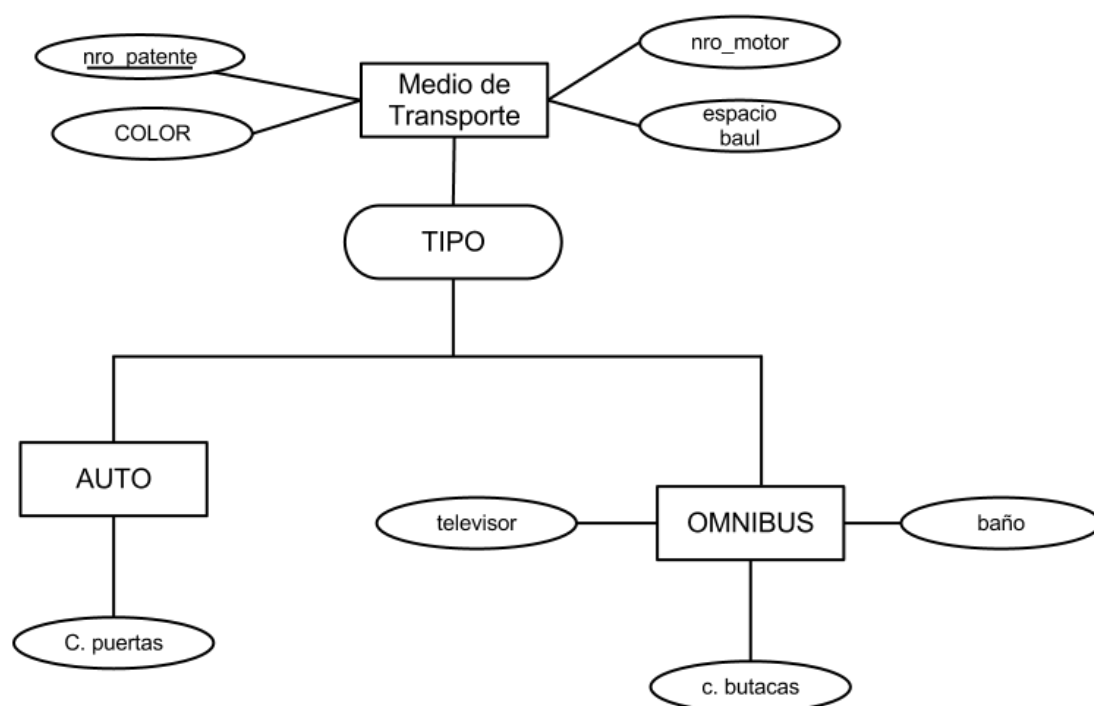 nro_patente
nro_motor
Medio de
Transporte
COLOR
espacio
baul
TIPO
AUTO
televisor
OMNIBUS
baño
C. puertas
c. butacas